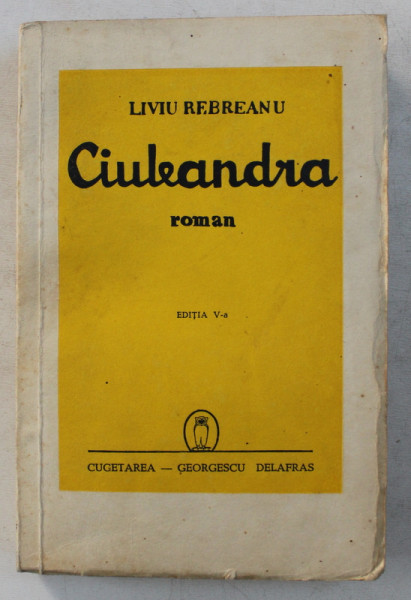 LIVIU REBREANU
Ciuleandra
roman
EDIȚIA V-a
CUGETAREA — GEORGESCU DELAFRAS